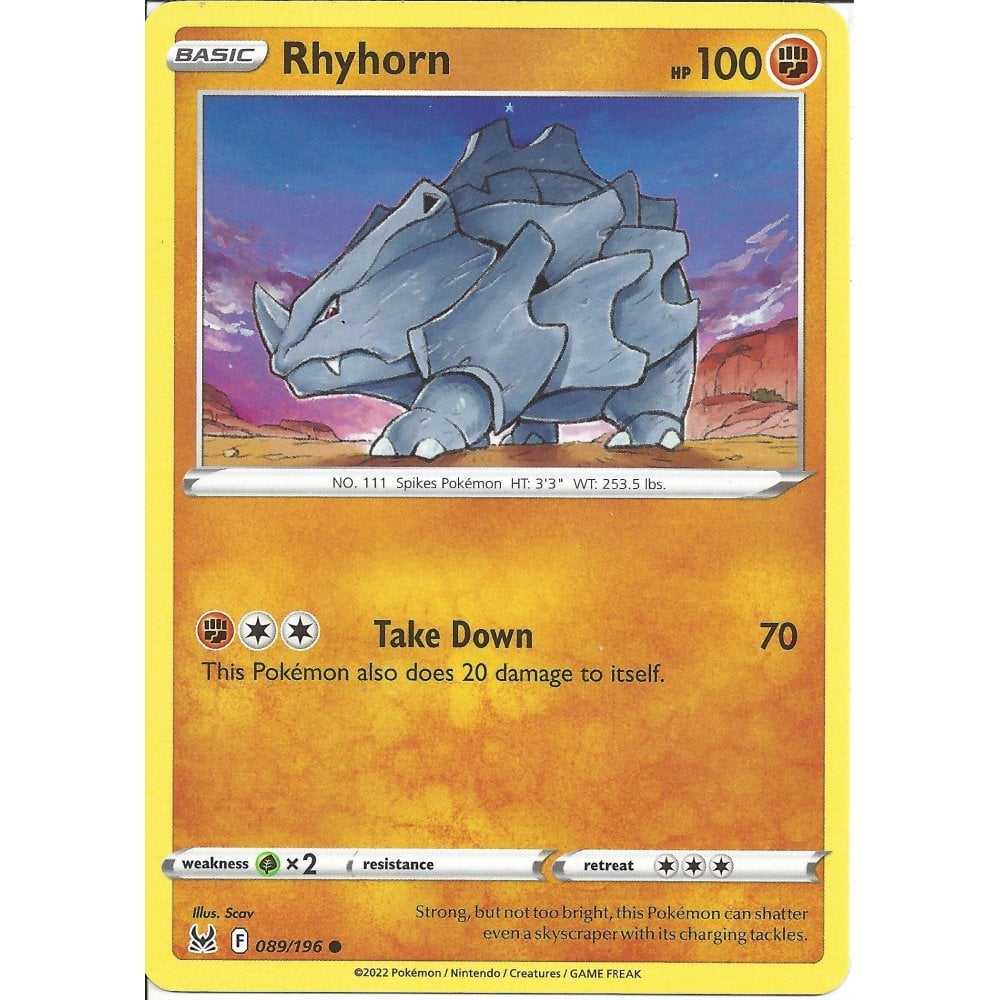 BASIC Rhyhorn HP 100
NO. 111 Spikes Pokémon HT: 3'3" WT: 253.5 lbs.
Take Down 70
This Pokémon also does 20 damage to itself.
weakness ×2 resistance retreat
Illus. Scav
Strong, but not too bright, this Pokémon can shatter
even a skyscraper with its charging tackles.
F 089/196
©2022 Pokémon / Nintendo / Creatures / GAME FREAK